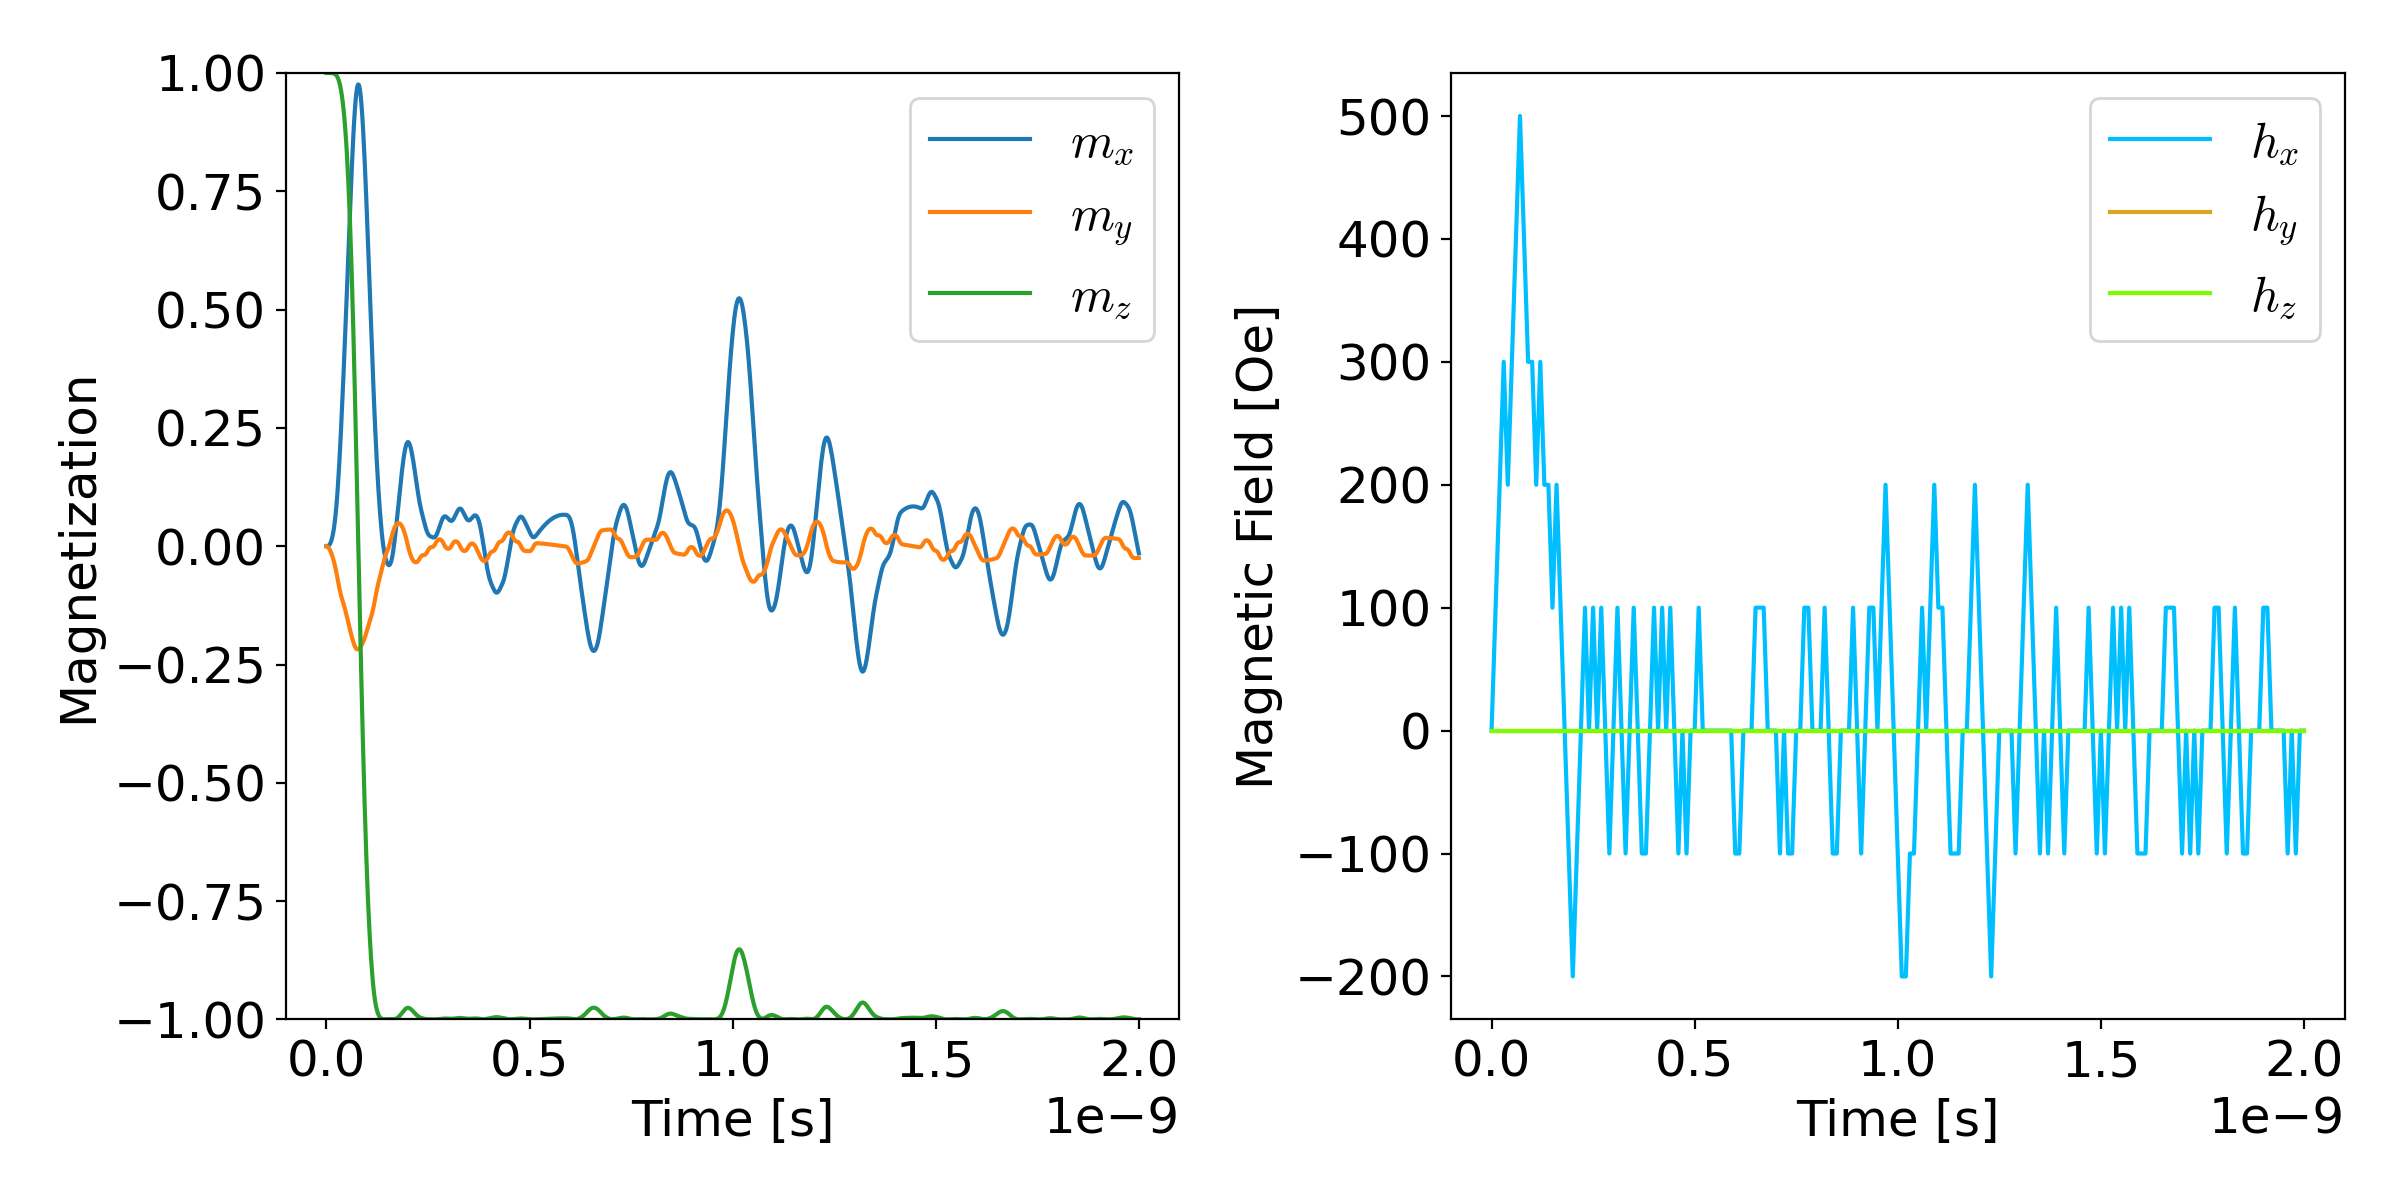 Magnetization
1.00
0.75
0.50
0.25
0.00
−0.25
−0.50
−0.75
−1.00
0.0 0.5 1.0 1.5 2.0
Time [s]
1e−9
m_x
m_y
m_z
Magnetic Field [Oe]
500
400
300
200
100
0
−100
−200
0.0 0.5 1.0 1.5 2.0
Time [s]
1e−9
h_x
h_y
h_z